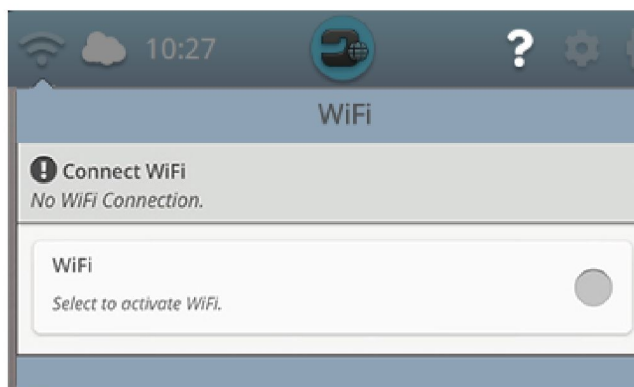 10:27
?
WiFi
Connect WiFi
No WiFi Connection.
WiFi
Select to activate WiFi.